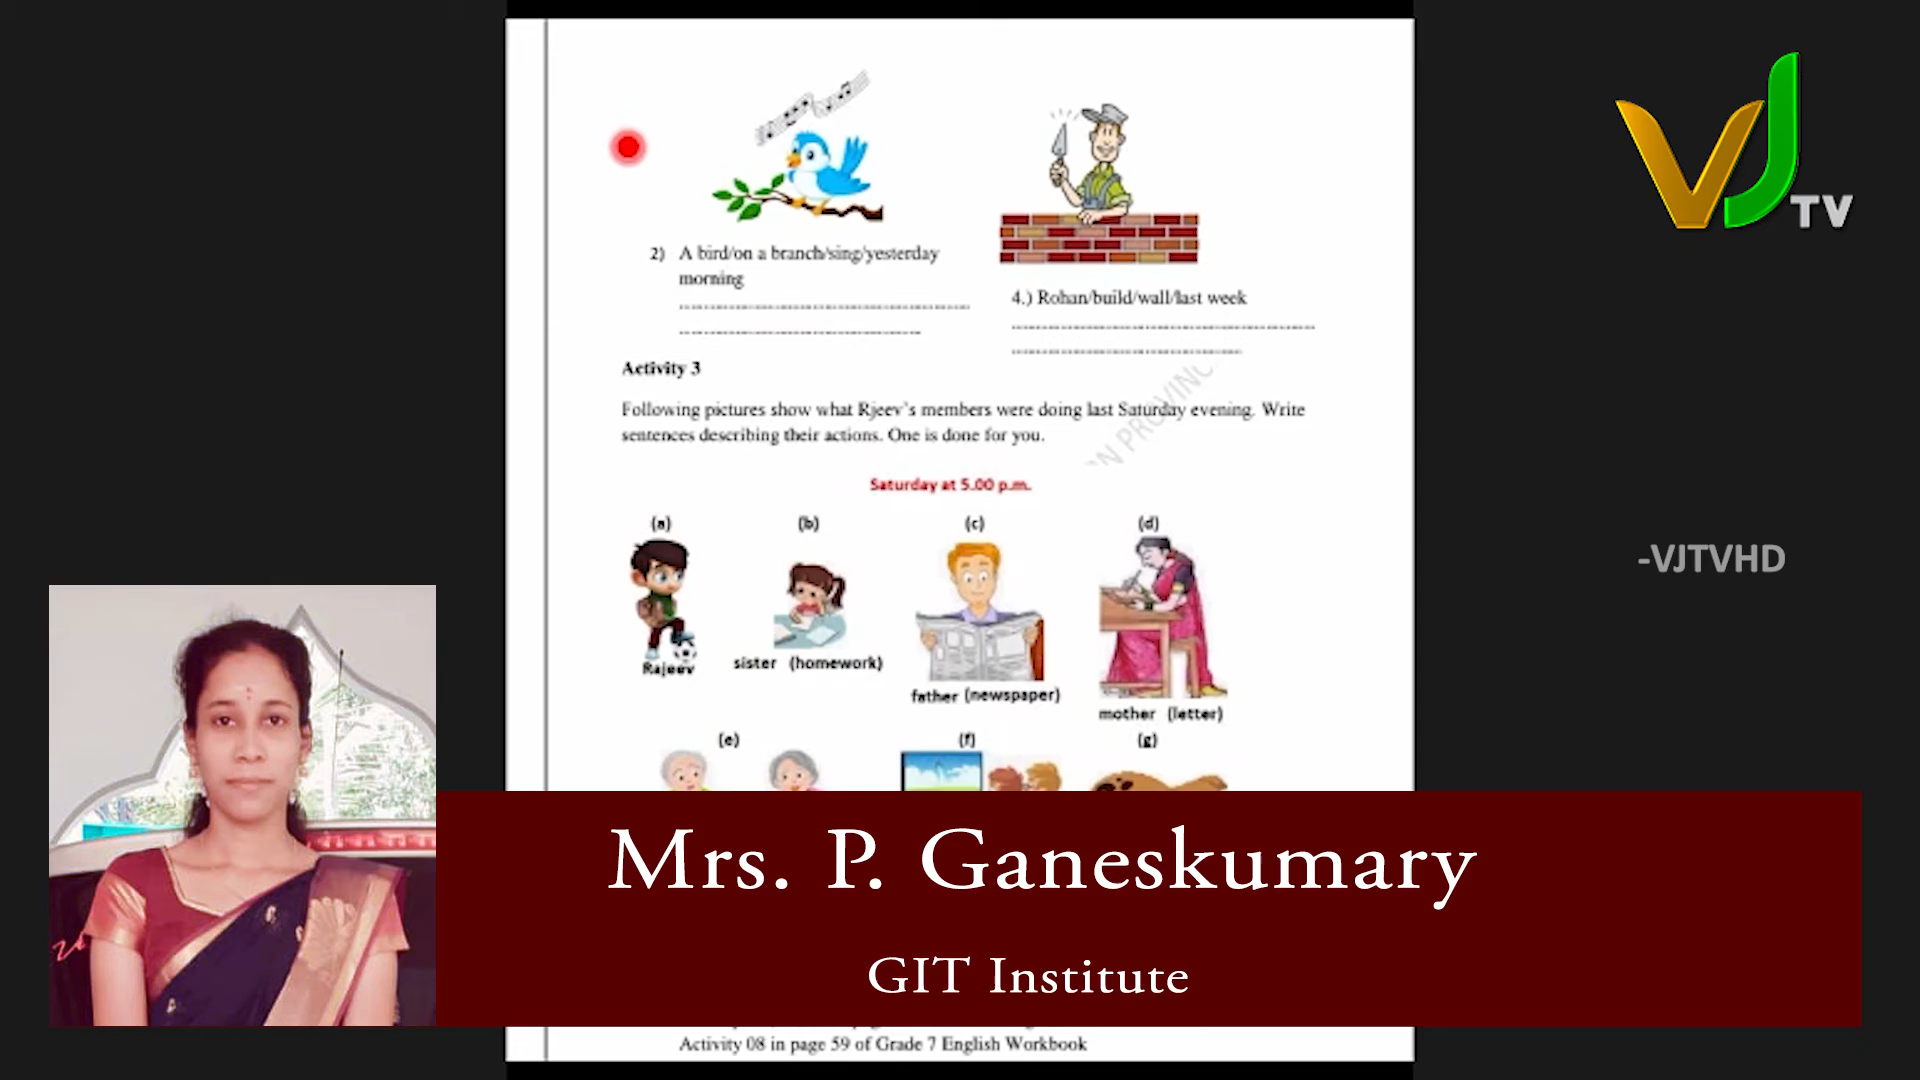 2) A bird/on a branch/sing/yesterday
morning
4.) Rohan/build/wall/last week
Activity 3
Following pictures show what Rjeev's members were doing last Saturday evening. Write
sentences describing their actions. One is done for you.
Saturday at 5.00 p.m.
(a) (b) (c) (d)
Rajeev
sister (homework)
father (newspaper)
mother (letter)
(e) (f) (g)
Activity 08 in page 59 of Grade 7 English Workbook
Mrs. P. Ganeskumary
GIT Institute
VJ TV
-VJTVHD